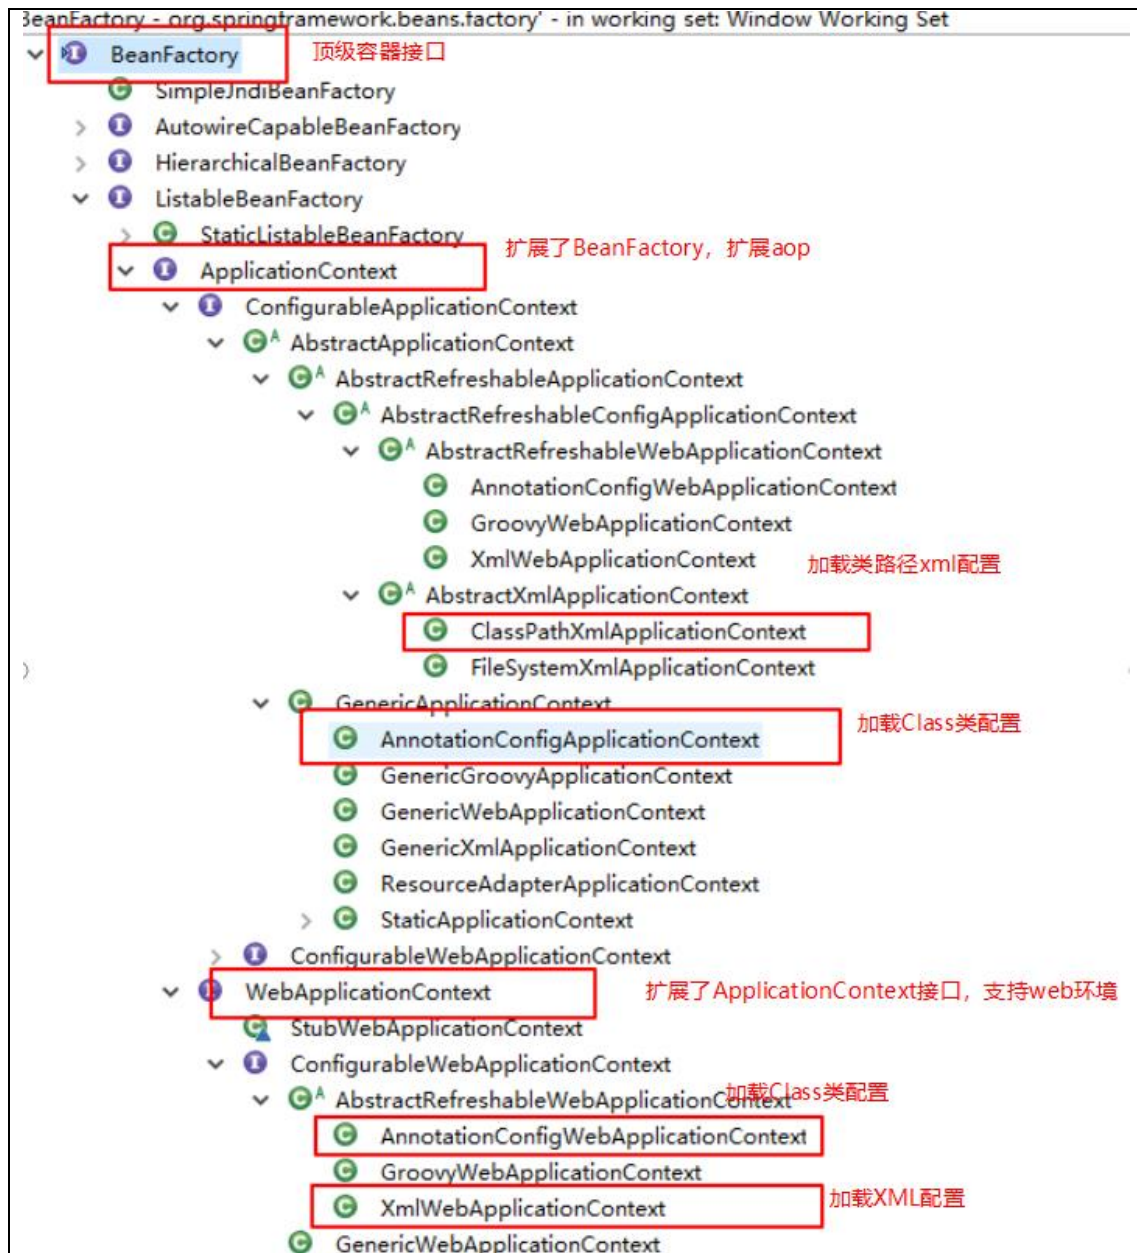 BeanFactory - org.springframework.beans.factory' - in working set: Window Working Set
BeanFactory 顶级容器接口
SimpleJndiBeanFactory
AutowireCapableBeanFactory
HierarchicalBeanFactory
ListableBeanFactory
StaticListableBeanFactory
扩展了BeanFactory，扩展aop
ApplicationContext
ConfigurableApplicationContext
AbstractApplicationContext
AbstractRefreshableApplicationContext
AbstractRefreshableConfigApplicationContext
AbstractRefreshableWebApplicationContext
AnnotationConfigWebApplicationContext
GroovyWebApplicationContext
XmlWebApplicationContext 加载类路径xml配置
AbstractXmlApplicationContext
ClassPathXmlApplicationContext
FileSystemXmlApplicationContext
GenericApplicationContext
加载Class类配置
AnnotationConfigApplicationContext
GenericGroovyApplicationContext
GenericWebApplicationContext
GenericXmlApplicationContext
ResourceAdapterApplicationContext
StaticApplicationContext
ConfigurableWebApplicationContext
WebApplicationContext 扩展了ApplicationContext接口，支持web环境
StubWebApplicationContext
ConfigurableWebApplicationContext
加载Class类配置
AbstractRefreshableWebApplicationContext
AnnotationConfigWebApplicationContext
GroovyWebApplicationContext
XmlWebApplicationContext 加载XML配置
GenericWebApplicationContext